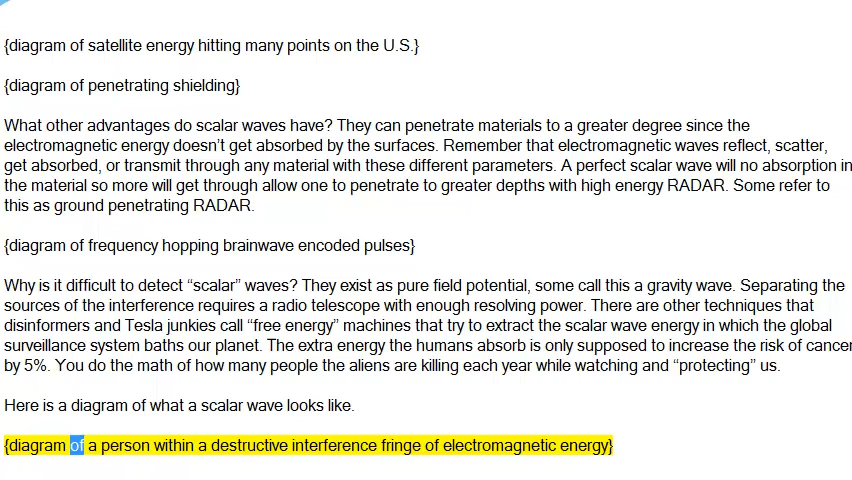 {diagram of satellite energy hitting many points on the U.S.}
{diagram of penetrating shielding}
What other advantages do scalar waves have? They can penetrate materials to a greater degree since the
electromagnetic energy doesn't get absorbed by the surfaces. Remember that electromagnetic waves reflect, scatter,
get absorbed, or transmit through any material with these different parameters. A perfect scalar wave will no absorption in
the material so more will get through allow one to penetrate to greater depths with high energy RADAR. Some refer to
this as ground penetrating RADAR.
{diagram of frequency hopping brainwave encoded pulses}
Why is it difficult to detect “scalar” waves? They exist as pure field potential, some call this a gravity wave. Separating the
sources of the interference requires a radio telescope with enough resolving power. There are other techniques that
disinformers and Tesla junkies call “free energy” machines that try to extract the scalar wave energy in which the global
surveillance system baths our planet. The extra energy the humans absorb is only supposed to increase the risk of cancer
by 5%. You do the math of how many people the aliens are killing each year while watching and “protecting” us.
Here is a diagram of what a scalar wave looks like.
{diagram of a person within a destructive interference fringe of electromagnetic energy}